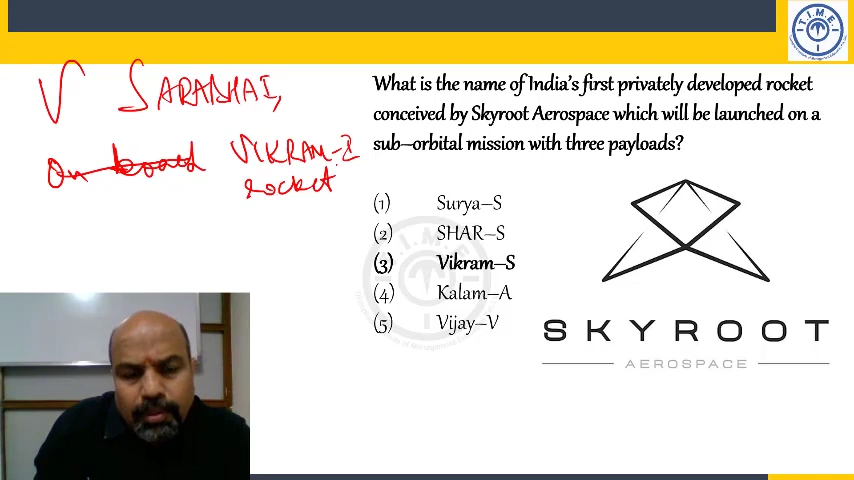 T.I.M.E.
V SARABHAI,
On board VIKRAM-S
rocket
What is the name of India's first privately developed rocket
conceived by Skyroot Aerospace which will be launched on a
sub-orbital mission with three payloads?
(1) Surya-S
(2) SHAR-S
(3) Vikram-S
(4) Kalam-A
(5) Vijay-V
SKYROOT
AEROSPACE